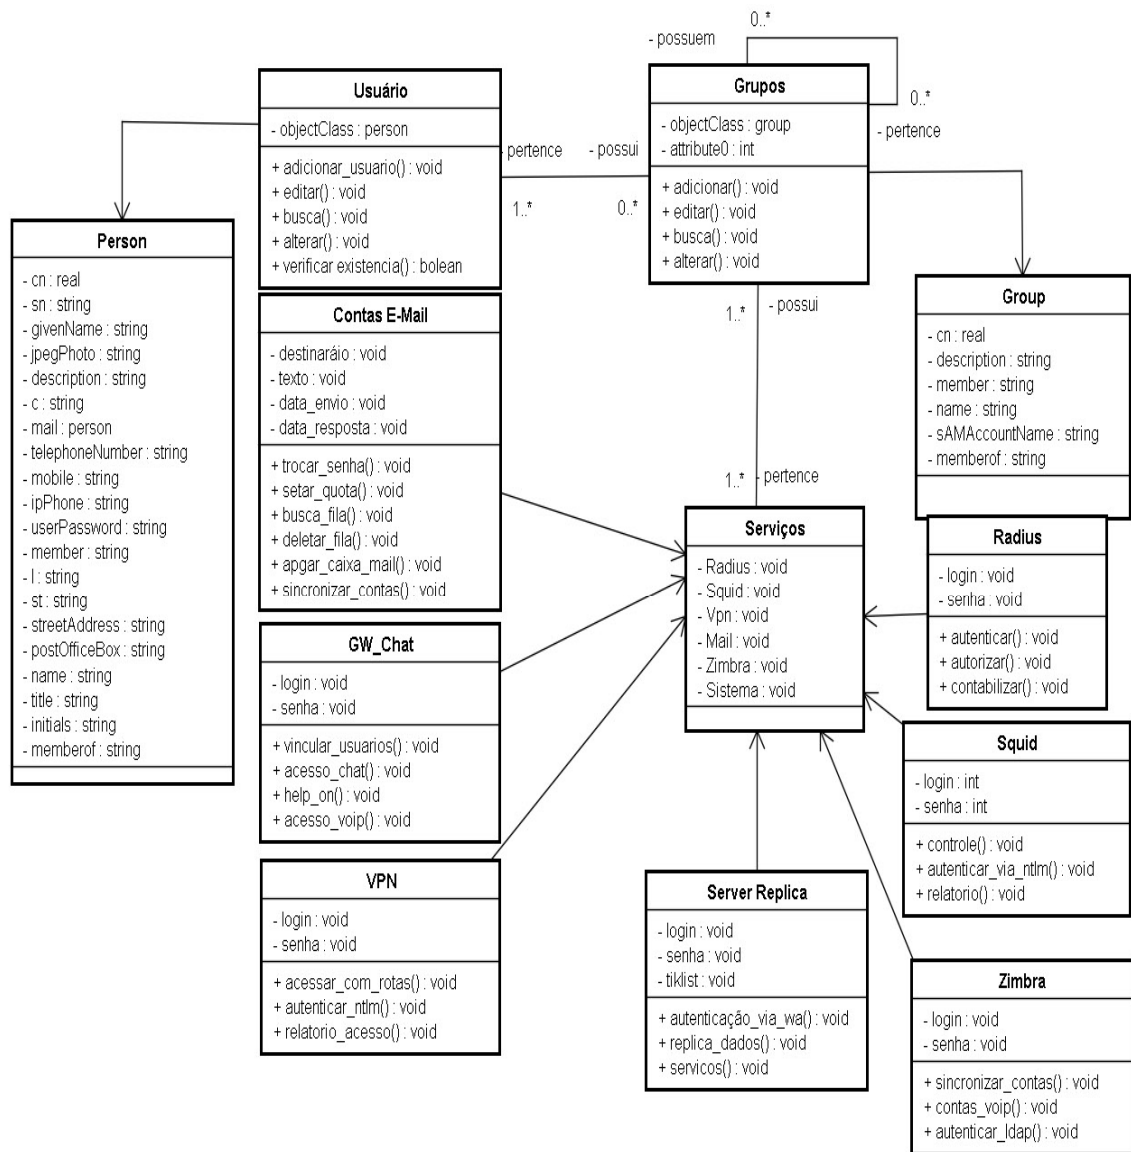 0..*
- possuem
0..*
- pertence
Usuário
- objectClass : person
+ adicionar_usuario() : void
+ editar() : void
+ busca() : void
+ alterar() : void
+ verificar existencia() : bolean
- pertence
- possui
1..*
0..*
Grupos
- objectClass : group
- attribute0 : int
+ adicionar() : void
+ editar() : void
+ busca() : void
+ alterar() : void
Person
- cn : real
- sn : string
- givenName : string
- jpegPhoto : string
- description : string
- c : string
- mail : person
- telephoneNumber : string
- mobile : string
- ipPhone : string
- userPassword : string
- member : string
- l : string
- st : string
- streetAddress : string
- postOfficeBox : string
- name : string
- title : string
- initials : string
- memberof : string
Contas E-Mail
- destinaráio : void
- texto : void
- data_envio : void
- data_resposta : void
+ trocar_senha() : void
+ setar_quota() : void
+ busca_fila() : void
+ deletar_fila() : void
+ apgar_caixa_mail() : void
+ sincronizar_contas() : void
1..*
- possui
1..*
- pertence
Group
- cn : real
- description : string
- member : string
- name : string
- sAMAccountName : string
- memberof : string
Serviços
- Radius : void
- Squid : void
- Vpn : void
- Mail : void
- Zimbra : void
- Sistema : void
Radius
- login : void
- senha : void
+ autenticar() : void
+ autorizar() : void
+ contabilizar() : void
GW_Chat
- login : void
- senha : void
+ vincular_usuarios() : void
+ acesso_chat() : void
+ help_on() : void
+ acesso_voip() : void
Squid
- login : int
- senha : int
+ controle() : void
+ autenticar_via_ntlm() : void
+ relatorio() : void
VPN
- login : void
- senha : void
+ acessar_com_rotas() : void
+ autenticar_ntlm() : void
+ relatorio_acesso() : void
Server Replica
- login : void
- senha : void
- tiklist : void
+ autenticação_via_wa() : void
+ replica_dados() : void
+ servicos() : void
Zimbra
- login : void
- senha : void
+ sincronizar_contas() : void
+ contas_voip() : void
+ autenticar_ldap() : void